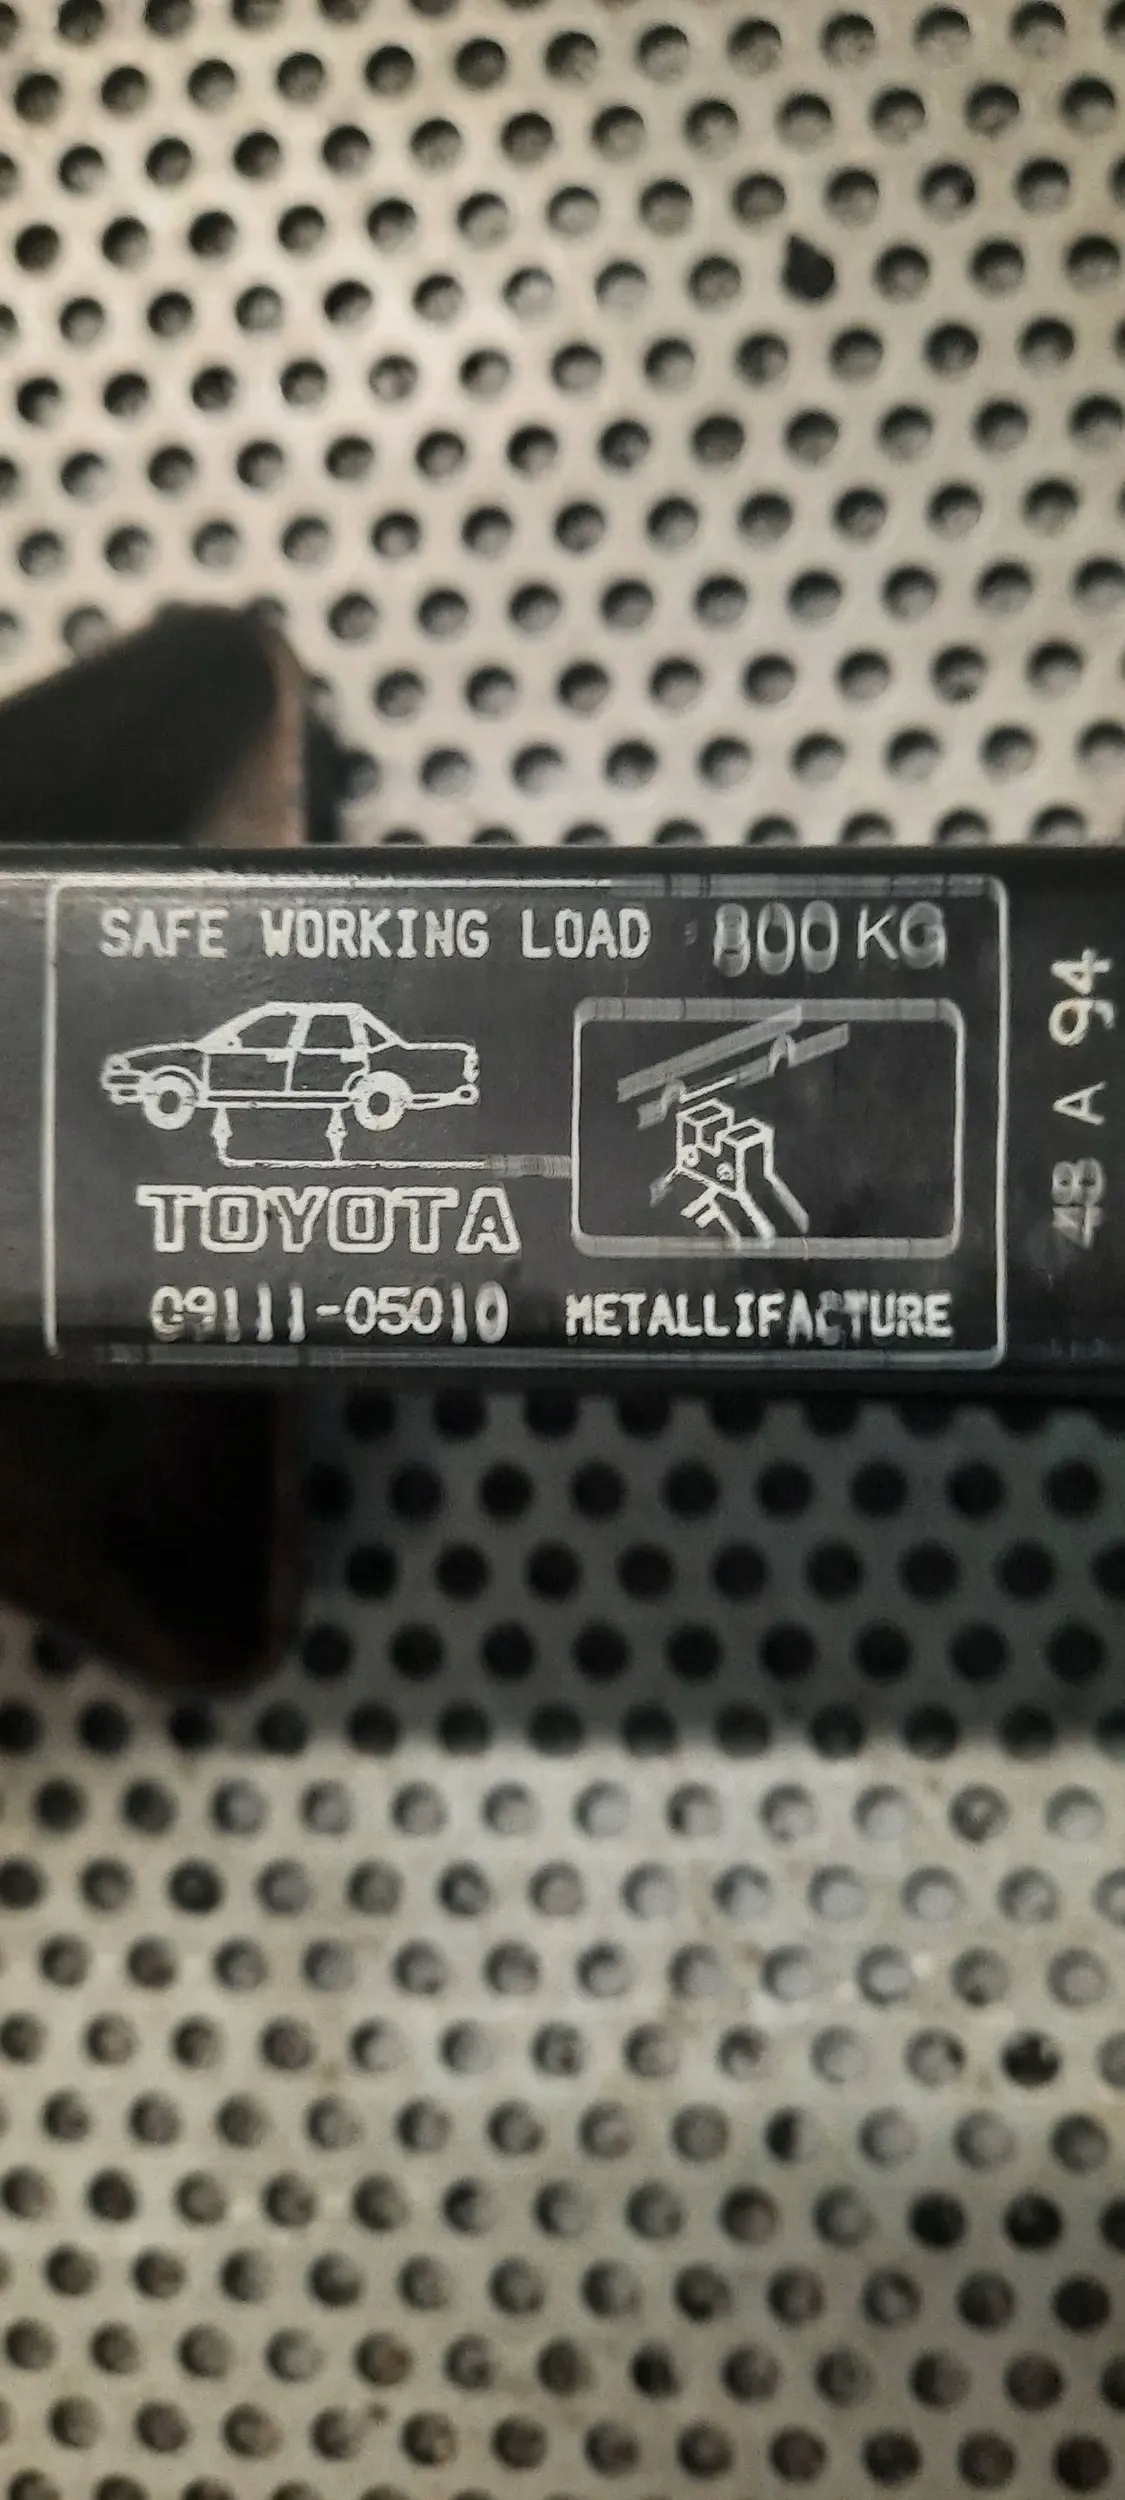 SAFE WORKING LOAD : 800 KG
TOYOTA
09111-05010 METALLIFACTURE
48 A 94